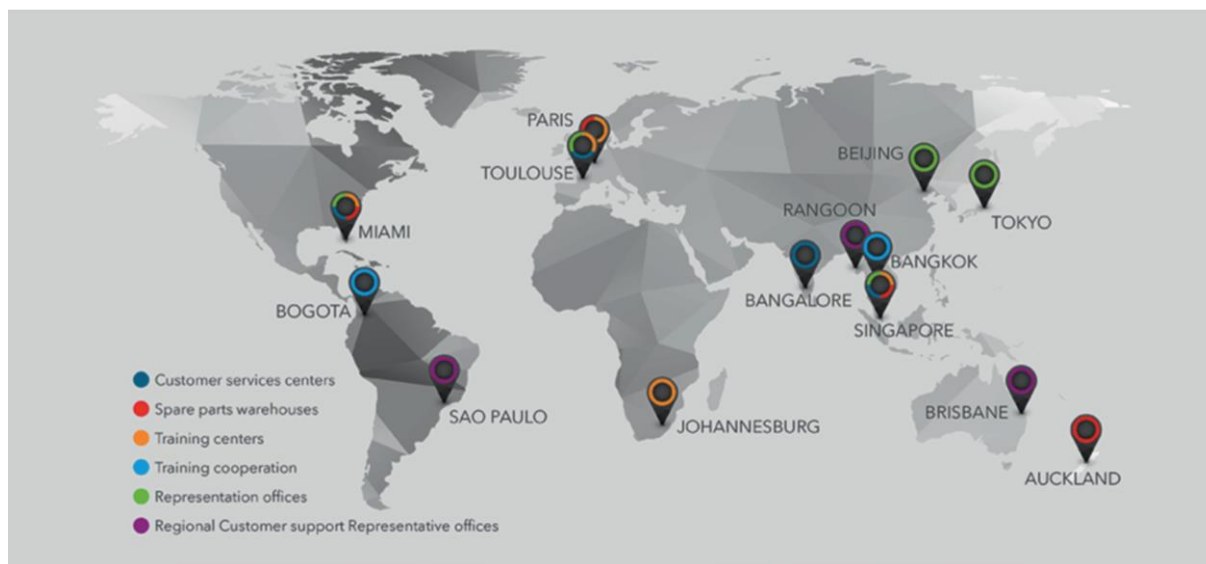 PARIS
TOULOUSE
BEIJING
TOKYO
RANGOON
MIAMI
BANGKOK
BANGALORE
BOGOTA
SINGAPORE
SAO PAULO
JOHANNESBURG
BRISBANE
AUCKLAND
Customer services centers
Spare parts warehouses
Training centers
Training cooperation
Representation offices
Regional Customer support Representative offices